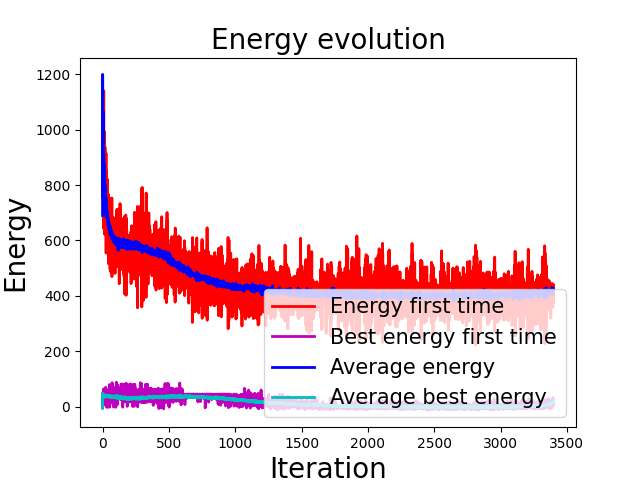 Energy evolution
Energy
1200
1000
800
600
400
200
0
Energy first time
Best energy first time
Average energy
Average best energy
0 500 1000 1500 2000 2500 3000 3500
Iteration